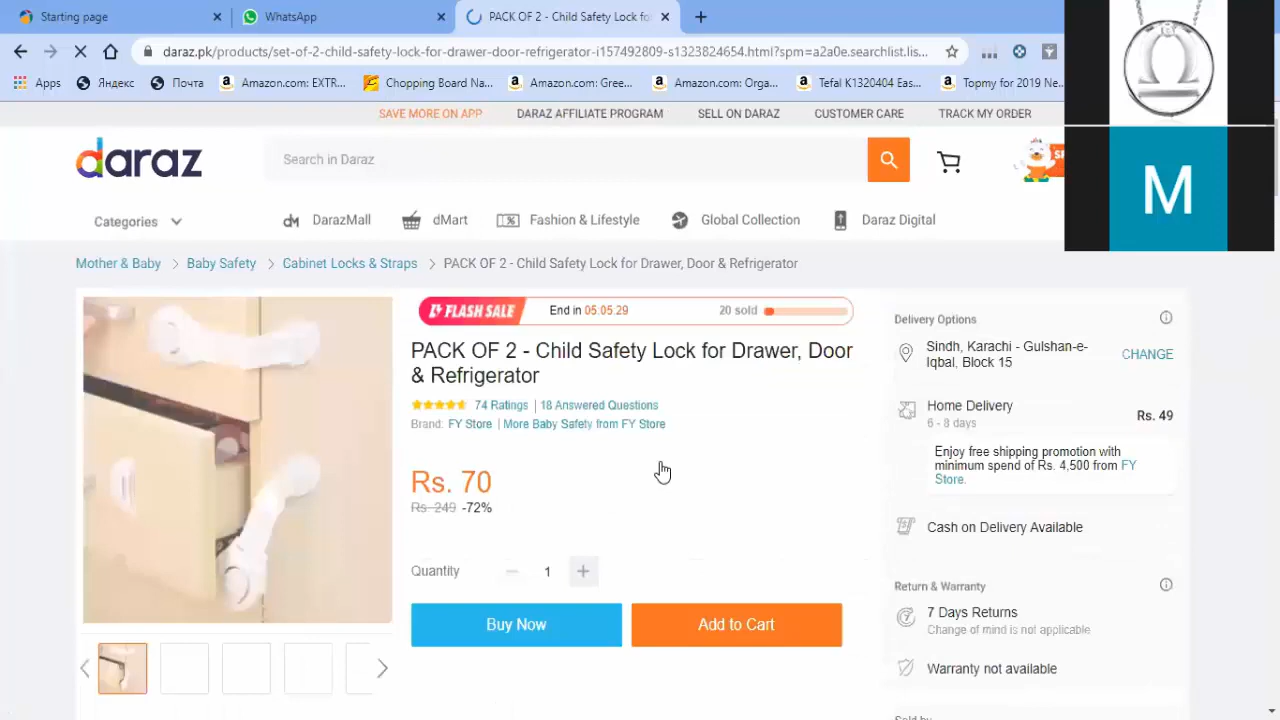 Starting page
WhatsApp
PACK OF 2 - Child Safety Lock for
daraz.pk/products/set-of-2-child-safety-lock-for-drawer-door-refrigerator-i157492809-s1323824654.html?spm=a2a0e.searchlist.lis...
Apps
Яндекс
Почта
Amazon.com: EXTR...
Chopping Board Na...
Amazon.com: Gree...
Amazon.com: Orga...
Tefal K1320404 Eas...
Topmy for 2019 Ne...
SAVE MORE ON APP
DARAZ AFFILIATE PROGRAM
SELL ON DARAZ
CUSTOMER CARE
TRACK MY ORDER
daraz
Search in Daraz
M
Categories
DarazMall
dMart
Fashion & Lifestyle
Global Collection
Daraz Digital
Mother & Baby
Baby Safety
Cabinet Locks & Straps
PACK OF 2 - Child Safety Lock for Drawer, Door & Refrigerator
FLASH SALE
End in 05:05:29
20 sold
PACK OF 2 - Child Safety Lock for Drawer, Door
& Refrigerator
74 Ratings
18 Answered Questions
Brand: FY Store | More Baby Safety from FY Store
Rs. 70
Rs. 249 -72%
Quantity
1
Buy Now
Add to Cart
Delivery Options
Sindh, Karachi - Gulshan-e-
Iqbal, Block 15
CHANGE
Home Delivery
Rs. 49
6 - 8 days
Enjoy free shipping promotion with
minimum spend of Rs. 4,500 from FY
Store.
Cash on Delivery Available
Return & Warranty
7 Days Returns
Change of mind is not applicable
Warranty not available
Sold by